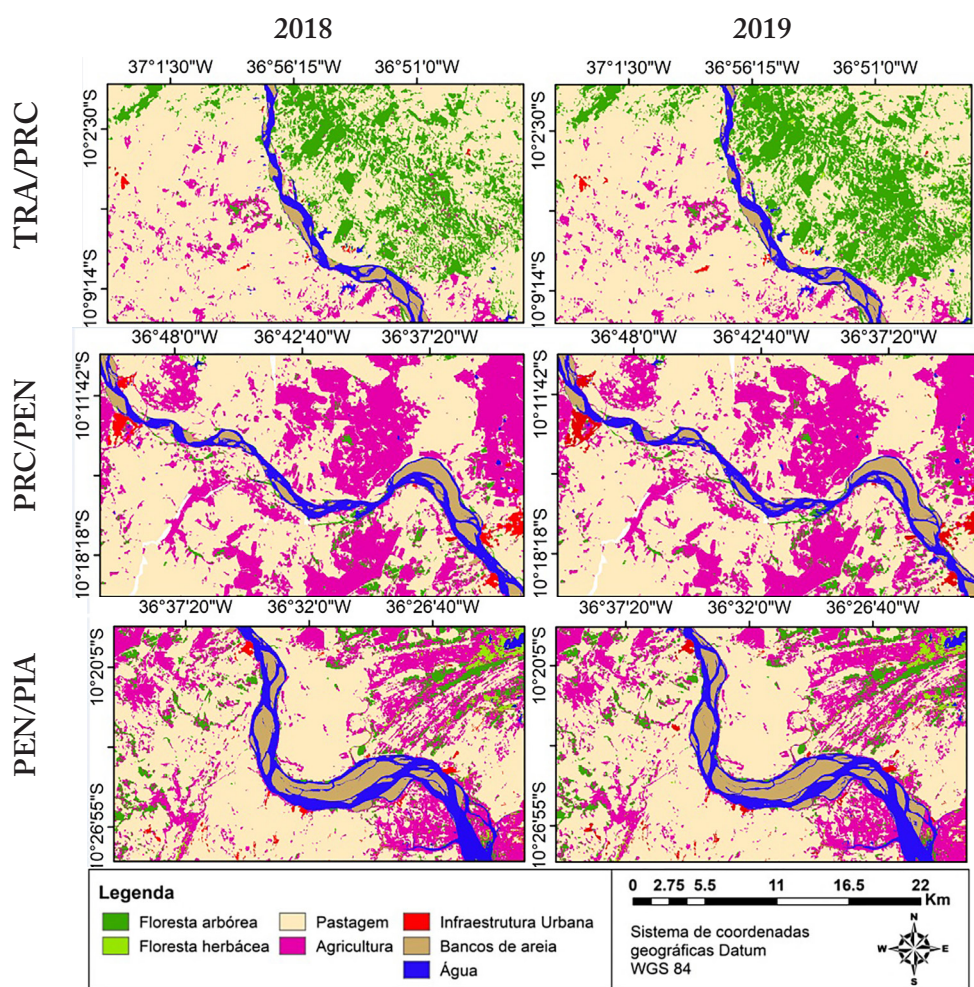 2018
2019
37°1'30"W 36°56'15"W 36°51'0"W
37°1'30"W 36°56'15"W 36°51'0"W
TRA/PRC
10°2'30"S
10°9'14"S
10°2'30"S
10°9'14"S
36°48'0"W 36°42'40"W 36°37'20"W
36°48'0"W 36°42'40"W 36°37'20"W
PRC/PEN
10°11'42"S
10°18'18"S
10°11'42"S
10°18'18"S
36°37'20"W 36°32'0"W 36°26'40"W
36°37'20"W 36°32'0"W 36°26'40"W
PEN/PIA
10°20'5"S
10°26'55"S
10°20'5"S
10°26'55"S
Legenda
Floresta arbórea
Floresta herbácea
Pastagem
Agricultura
Infraestrutura Urbana
Bancos de areia
Água
0 2.75 5.5 11 16.5 22
Km
Sistema de coordenadas
geográficas Datum
WGS 84
N
W E
S